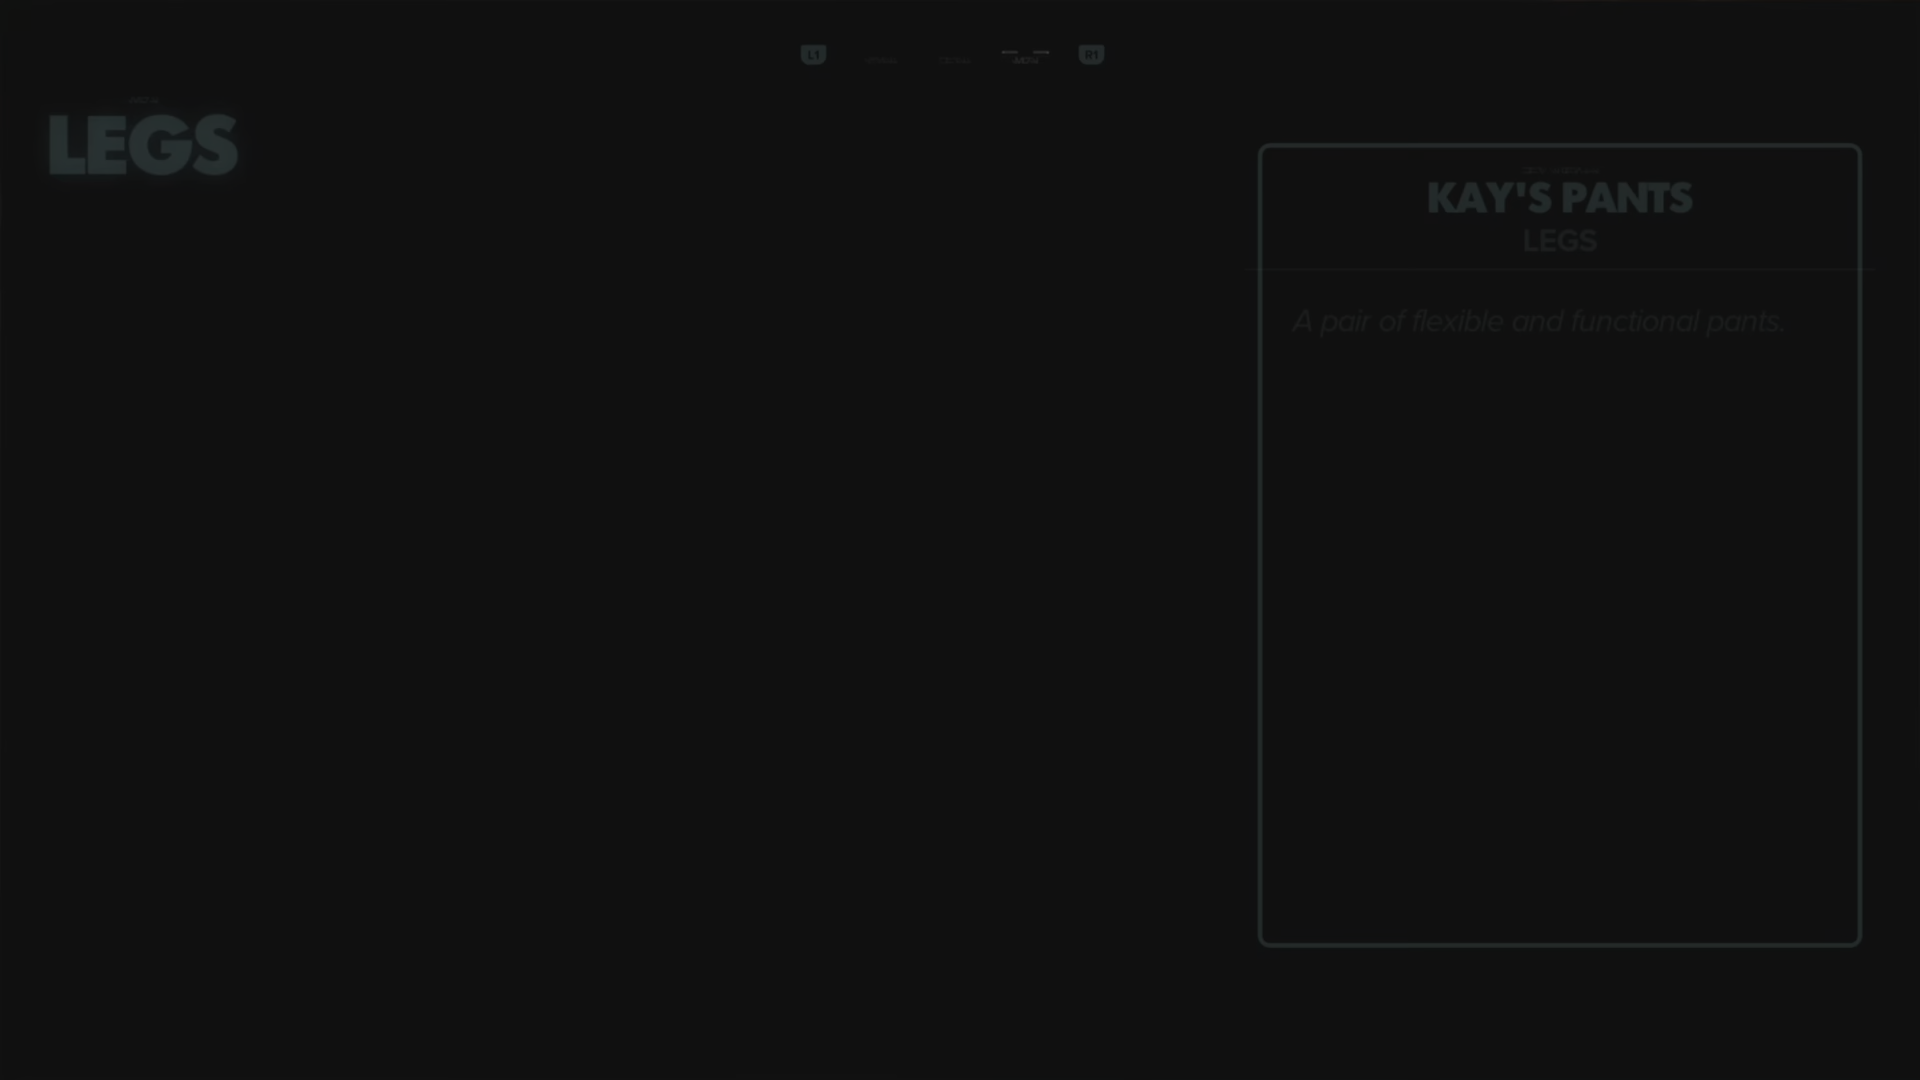 L1
R1
LEGS
KAY'S PANTS
LEGS
A pair of flexible and functional pants.